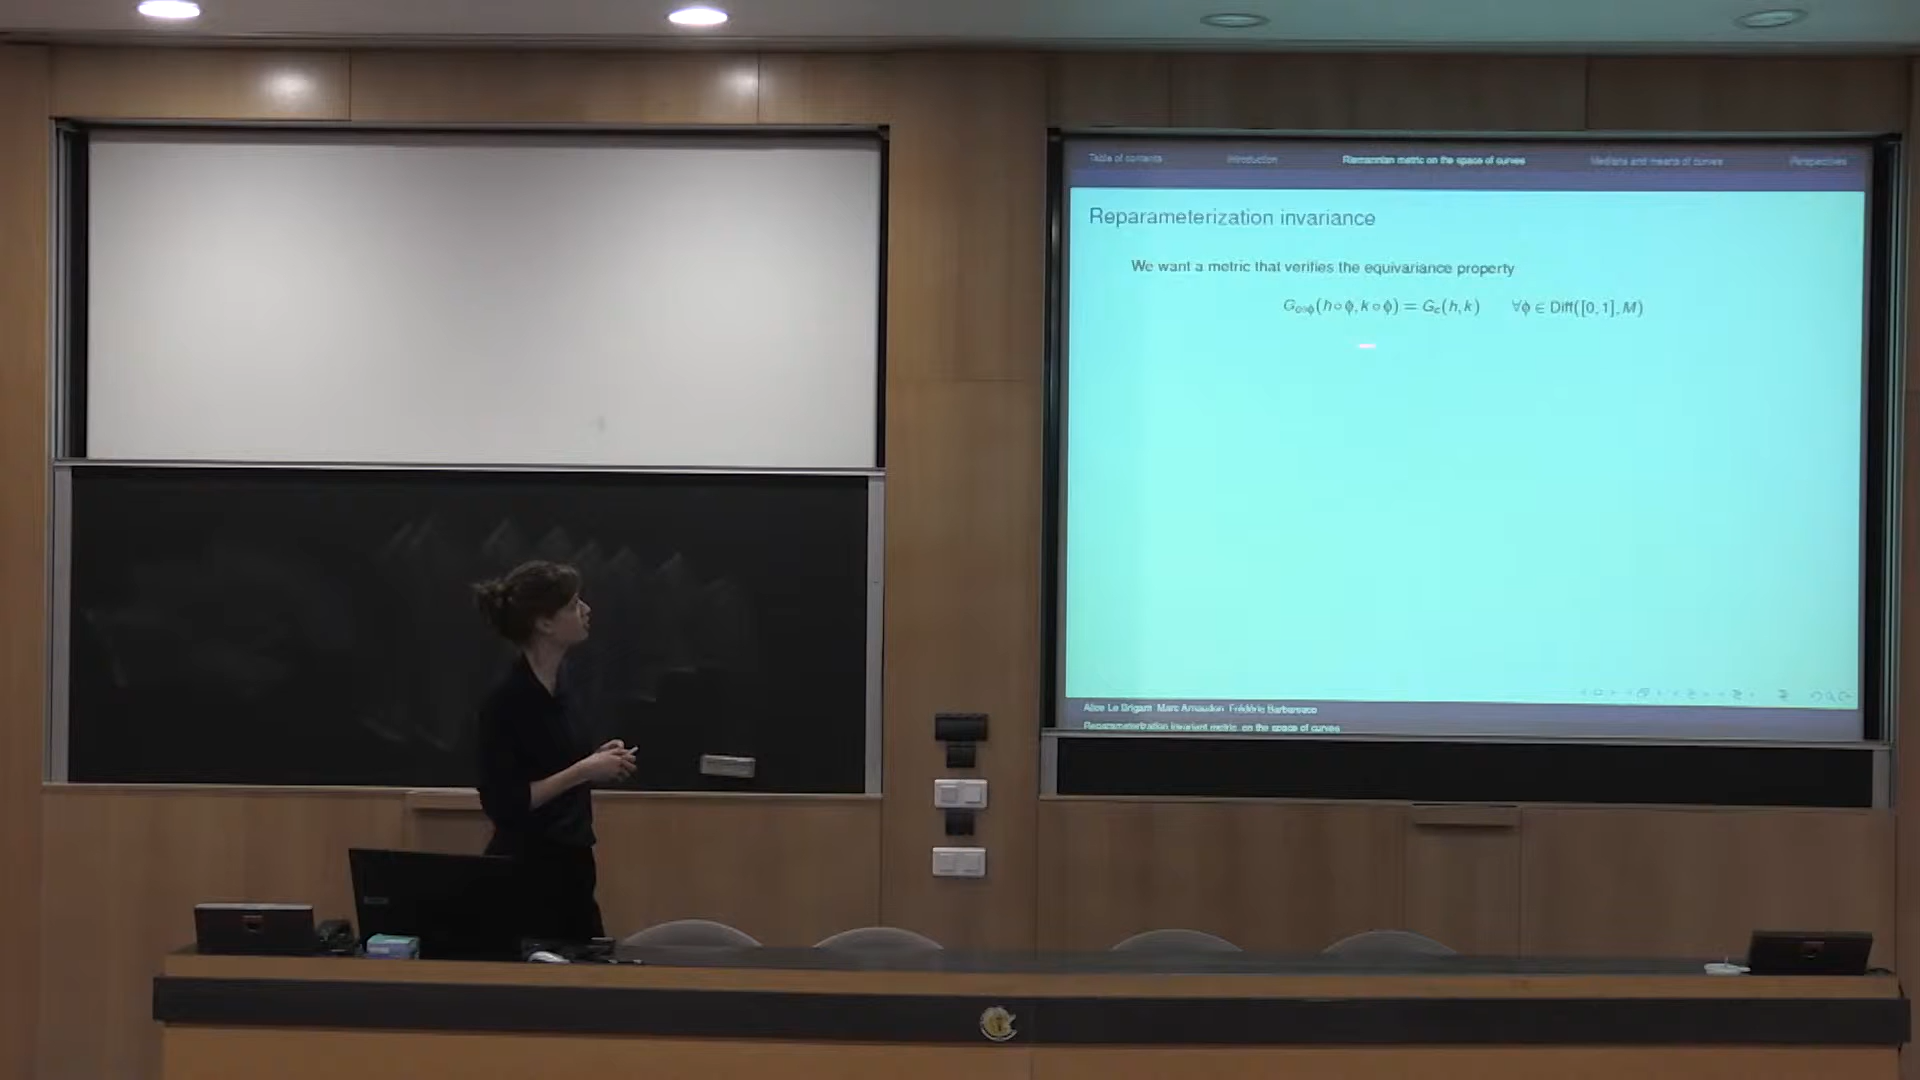 Table of contents Introduction Riemannian metric on the space of curves Medians and means of curves Perspectives
Reparameterization invariance
We want a metric that verifies the equivariance property
G_{c∘ϕ}(h∘ϕ, k∘ϕ) = G_c(h, k) ∀ϕ ∈ Diff([0, 1], M)
Alice Le Brigant Marc Arnaudon Frédéric Barbaresco
Reparameterization invariant metric on the space of curves